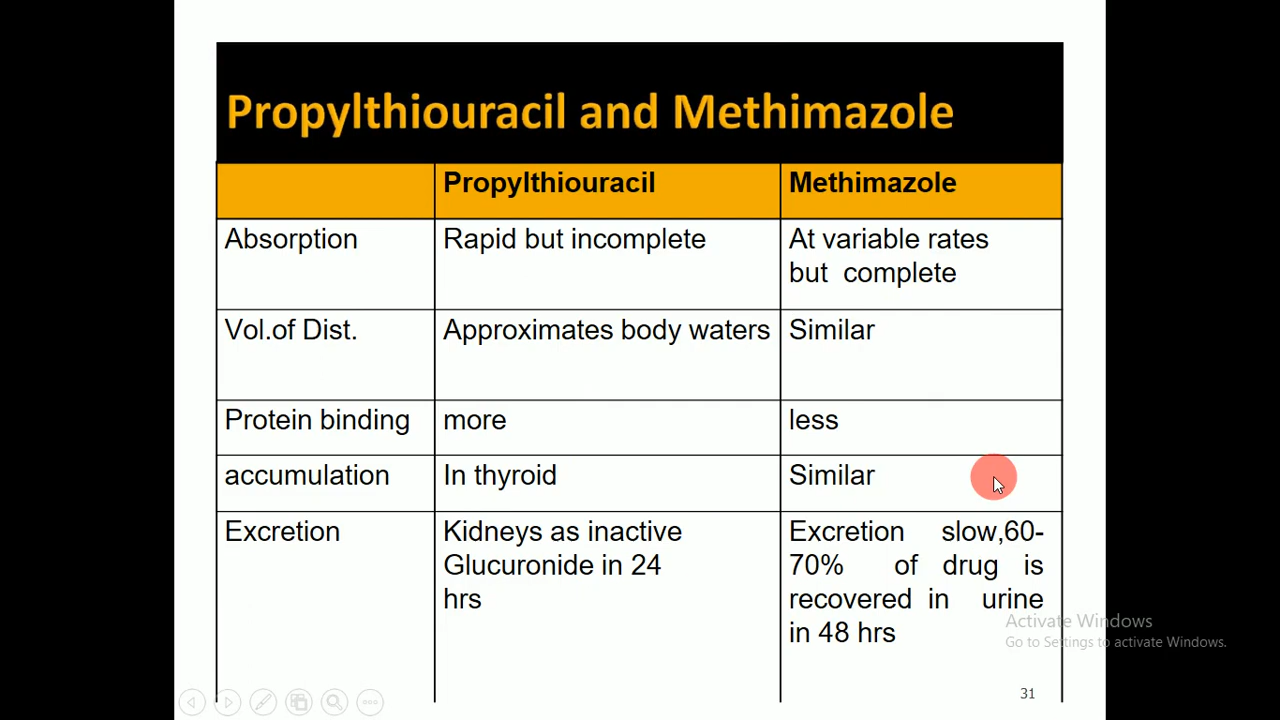 Propylthiouracil and Methimazole
Propylthiouracil
Methimazole
Absorption
Rapid but incomplete
At variable rates
but complete
Vol.of Dist.
Approximates body waters
Similar
Protein binding
more
less
accumulation
In thyroid
Similar
Excretion
Kidneys as inactive
Glucuronide in 24
hrs
Excretion slow,60-
70% of drug is
recovered in urine
in 48 hrs
Activate Windows
Go to Settings to activate Windows.
31